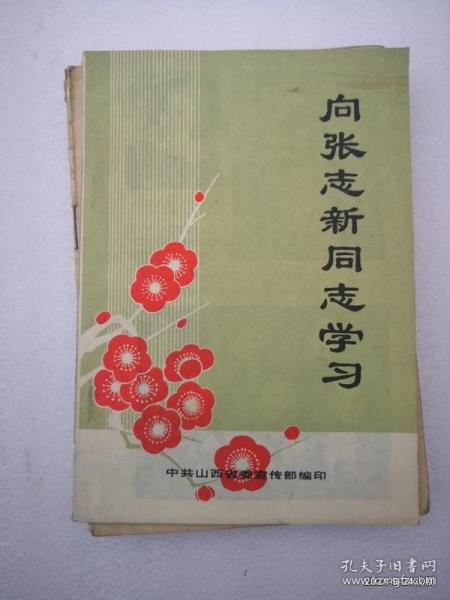 向张志新同志学习
中共山西省委宣传部编印
孔夫子旧书网